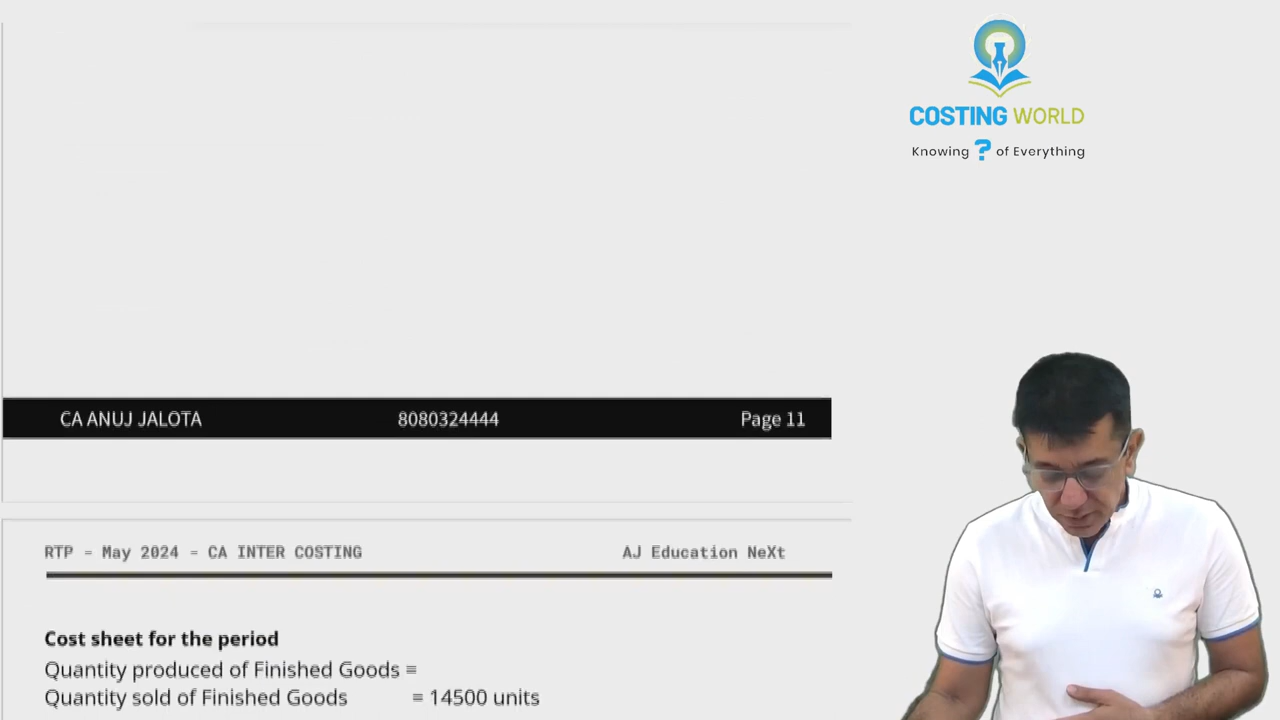 COSTING WORLD
Knowing ? of Everything
CA ANUJ JALOTA 8080324444 Page 11
RTP - May 2024 - CA INTER COSTING AJ Education NeXt
Cost sheet for the period
Quantity produced of Finished Goods =
Quantity sold of Finished Goods = 14500 units